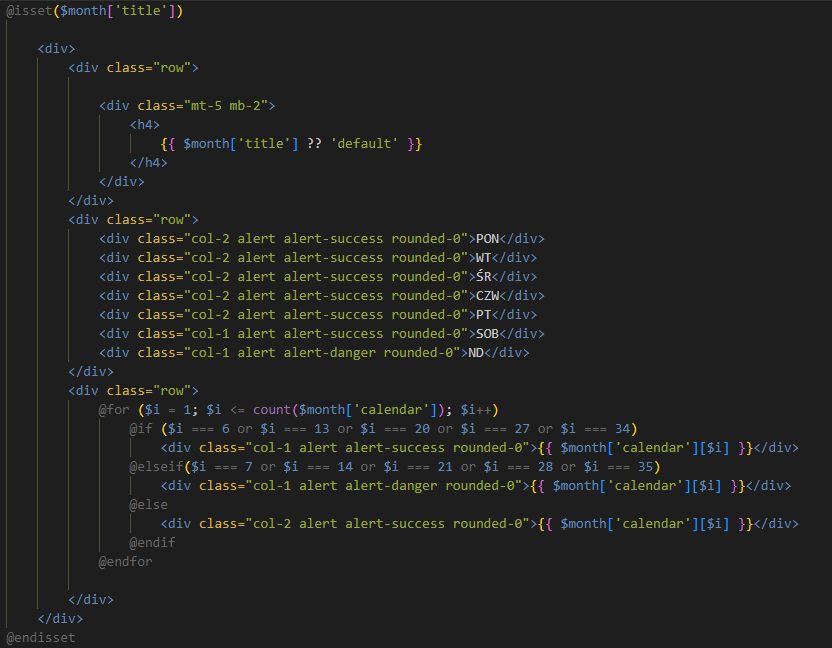 @isset($month['title'])
<div>
<div class="row">
<div class="mt-5 mb-2">
<h4>
{{ $month['title'] ?? 'default' }}
</h4>
</div>
</div>
<div class="row">
<div class="col-2 alert alert-success rounded-0">PON</div>
<div class="col-2 alert alert-success rounded-0">WT</div>
<div class="col-2 alert alert-success rounded-0">ŚR</div>
<div class="col-2 alert alert-success rounded-0">CZW</div>
<div class="col-2 alert alert-success rounded-0">PT</div>
<div class="col-1 alert alert-success rounded-0">SOB</div>
<div class="col-1 alert alert-danger rounded-0">ND</div>
</div>
<div class="row">
@for ($i = 1; $i <= count($month['calendar']); $i++)
@if ($i === 6 or $i === 13 or $i === 20 or $i === 27 or $i === 34)
<div class="col-1 alert alert-success rounded-0">{{ $month['calendar'][$i] }}</div>
@elseif($i === 7 or $i === 14 or $i === 21 or $i === 28 or $i === 35)
<div class="col-1 alert alert-danger rounded-0">{{ $month['calendar'][$i] }}</div>
@else
<div class="col-2 alert alert-success rounded-0">{{ $month['calendar'][$i] }}</div>
@endif
@endfor
</div>
</div>
@endisset